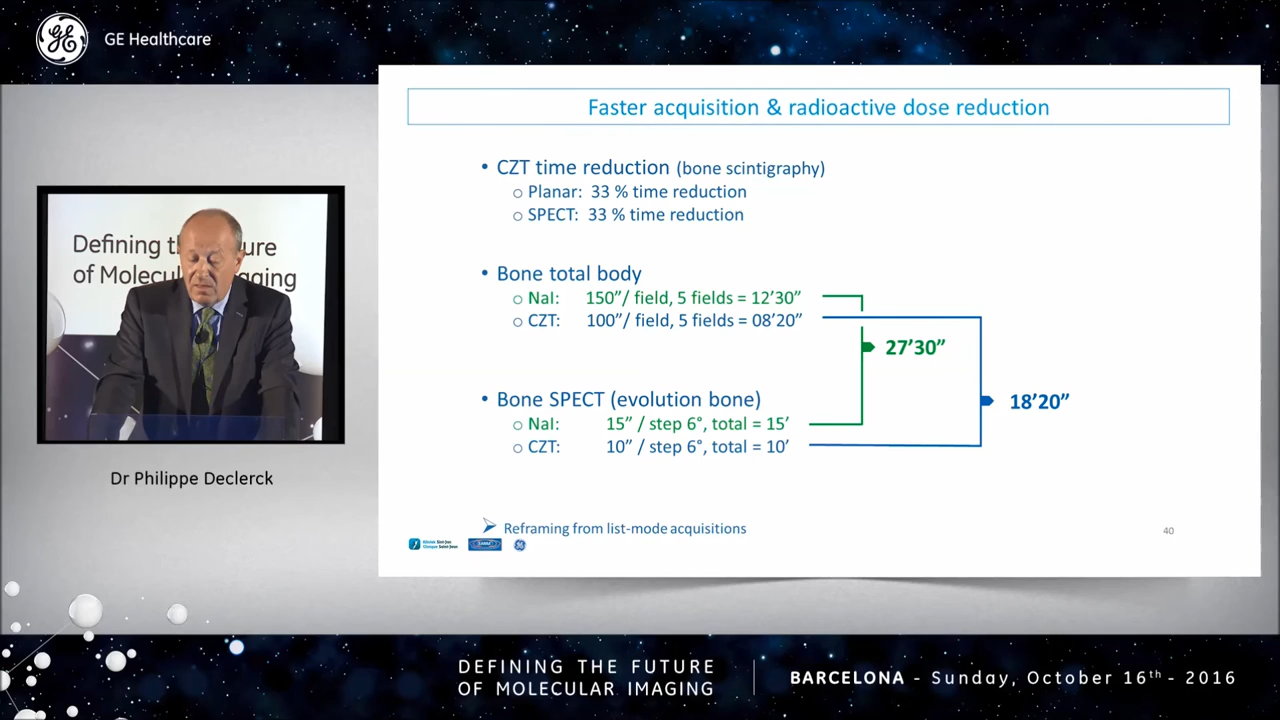 GE Healthcare
Faster acquisition & radioactive dose reduction
• CZT time reduction (bone scintigraphy)
o Planar: 33 % time reduction
o SPECT: 33 % time reduction
• Bone total body
o NaI: 150”/ field, 5 fields = 12’30”
o CZT: 100”/ field, 5 fields = 08’20”
27’30”
18’20”
• Bone SPECT (evolution bone)
o NaI: 15” / step 6°, total = 15’
o CZT: 10” / step 6°, total = 10’
Reframing from list-mode acquisitions
40
Defining th ure
of Molecul aging
Dr Philippe Declerck
DEFINING THE FUTURE
OF MOLECULAR IMAGING
BARCELONA - Sunday, October 16th - 2016